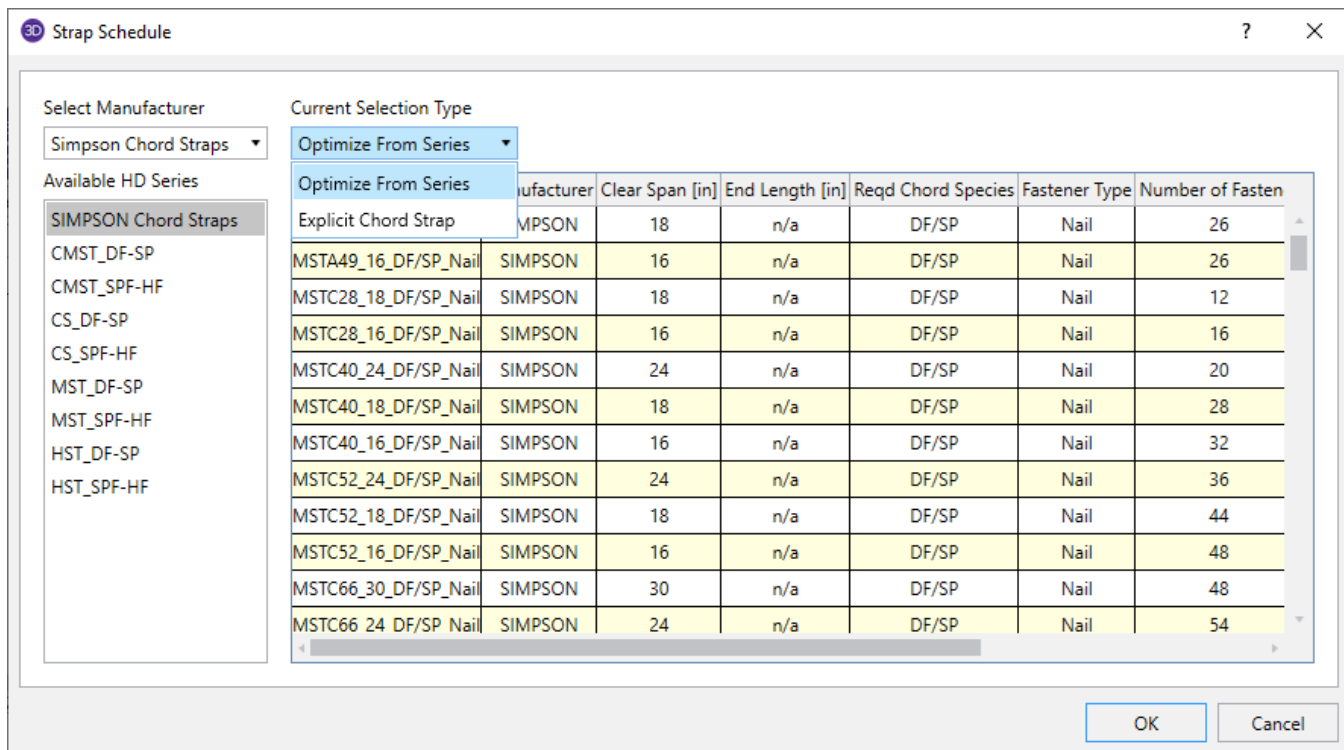 3D Strap Schedule ? ×
Select Manufacturer Current Selection Type
Simpson Chord Straps Optimize From Series
Available HD Series
Optimize From Series
Explicit Chord Strap
SIMPSON Chord Straps
CMST_DF-SP
CMST_SPF-HF
CS_DF-SP
CS_SPF-HF
MST_DF-SP
MST_SPF-HF
HST_DF-SP
HST_SPF-HF
ufacturer Clear Span [in] End Length [in] Reqd Chord Species Fastener Type Number of Fasten
MPSON 18 n/a DF/SP Nail 26
MSTA49_16_DF/SP_Nail SIMPSON 16 n/a DF/SP Nail 26
MSTC28_18_DF/SP_Nail SIMPSON 18 n/a DF/SP Nail 12
MSTC28_16_DF/SP_Nail SIMPSON 16 n/a DF/SP Nail 16
MSTC40_24_DF/SP_Nail SIMPSON 24 n/a DF/SP Nail 20
MSTC40_18_DF/SP_Nail SIMPSON 18 n/a DF/SP Nail 28
MSTC40_16_DF/SP_Nail SIMPSON 16 n/a DF/SP Nail 32
MSTC52_24_DF/SP_Nail SIMPSON 24 n/a DF/SP Nail 36
MSTC52_18_DF/SP_Nail SIMPSON 18 n/a DF/SP Nail 44
MSTC52_16_DF/SP_Nail SIMPSON 16 n/a DF/SP Nail 48
MSTC66_30_DF/SP_Nail SIMPSON 30 n/a DF/SP Nail 48
MSTC66_24_DF/SP_Nail SIMPSON 24 n/a DF/SP Nail 54
OK Cancel